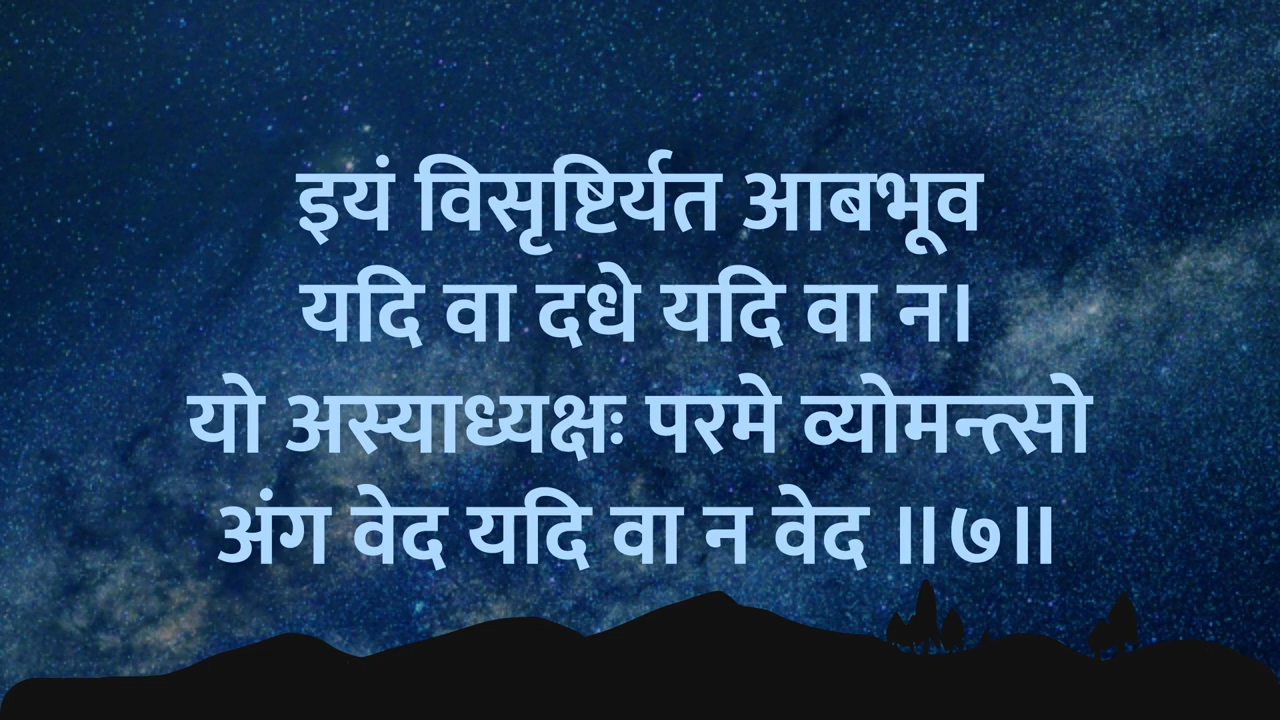 इयं विसृष्टिर्यत आबभूव
यदि वा दधे यदि वा न।
यो अस्याध्यक्षः परमे व्योमन्त्सो
अंग वेद यदि वा न वेद ॥७॥